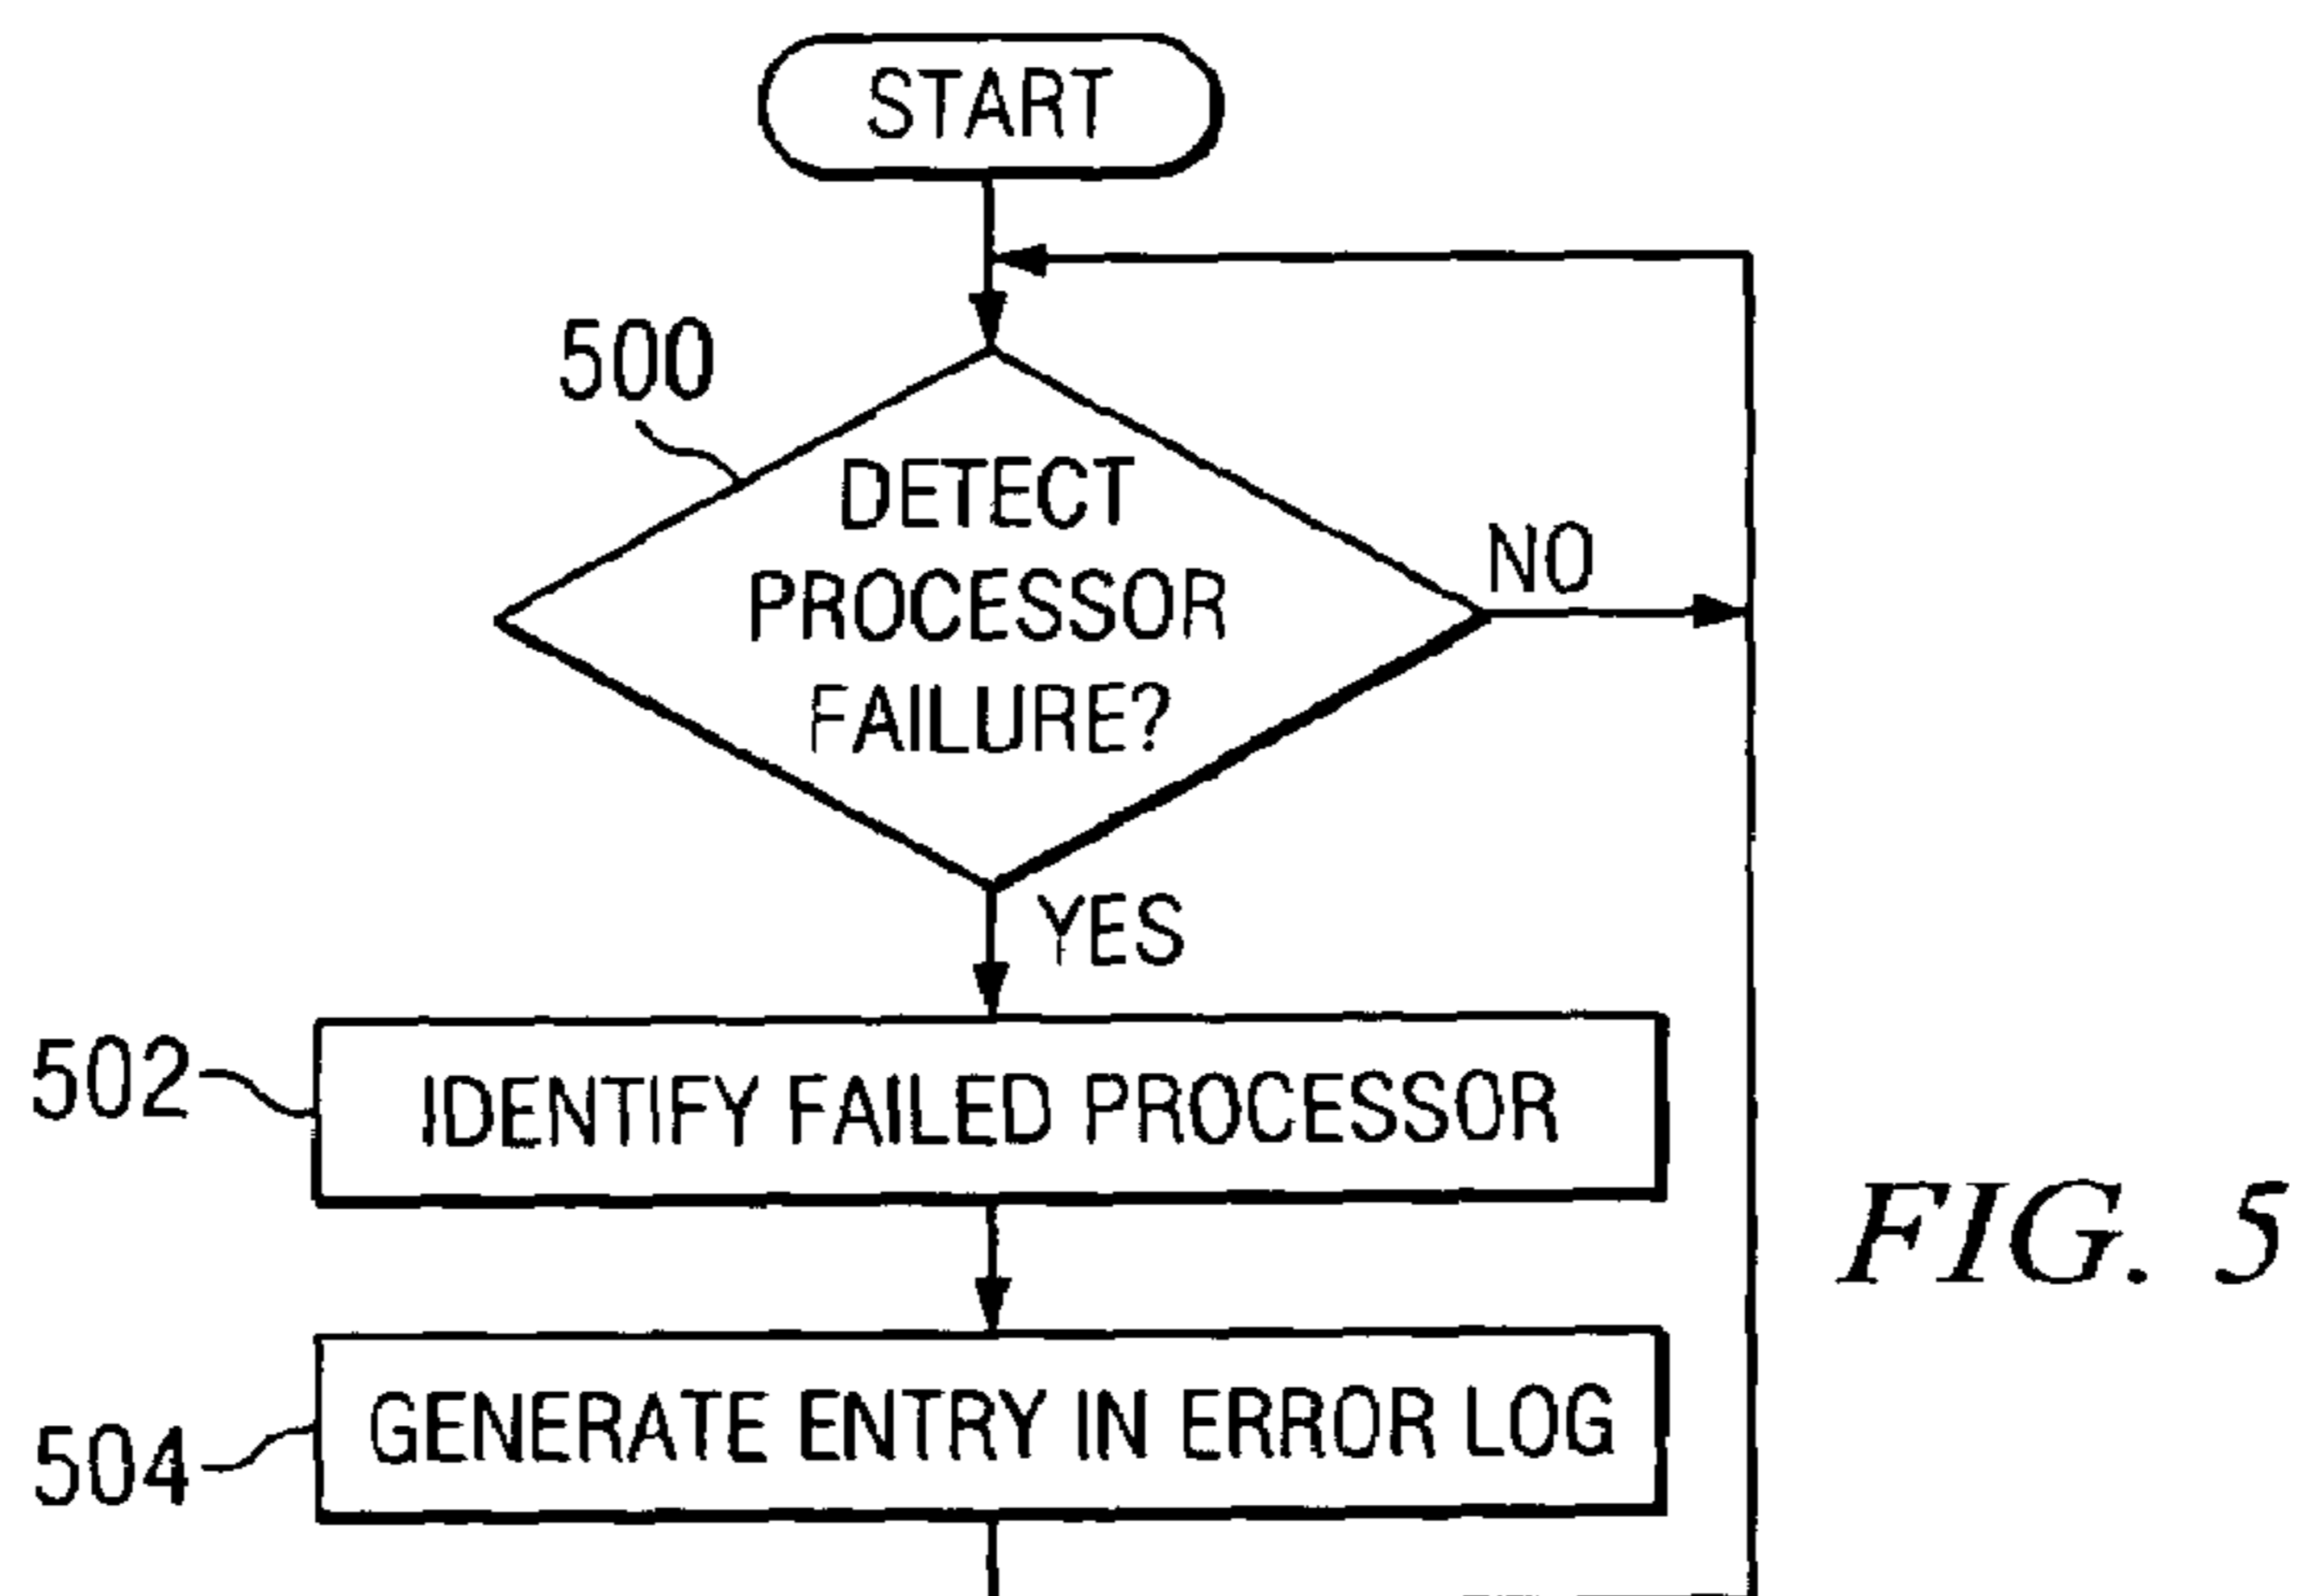 START
500
DETECT
PROCESSOR
FAILURE?
NO
YES
502
IDENTIFY FAILED PROCESSOR
FIG. 5
504
GENERATE ENTRY IN ERROR LOG